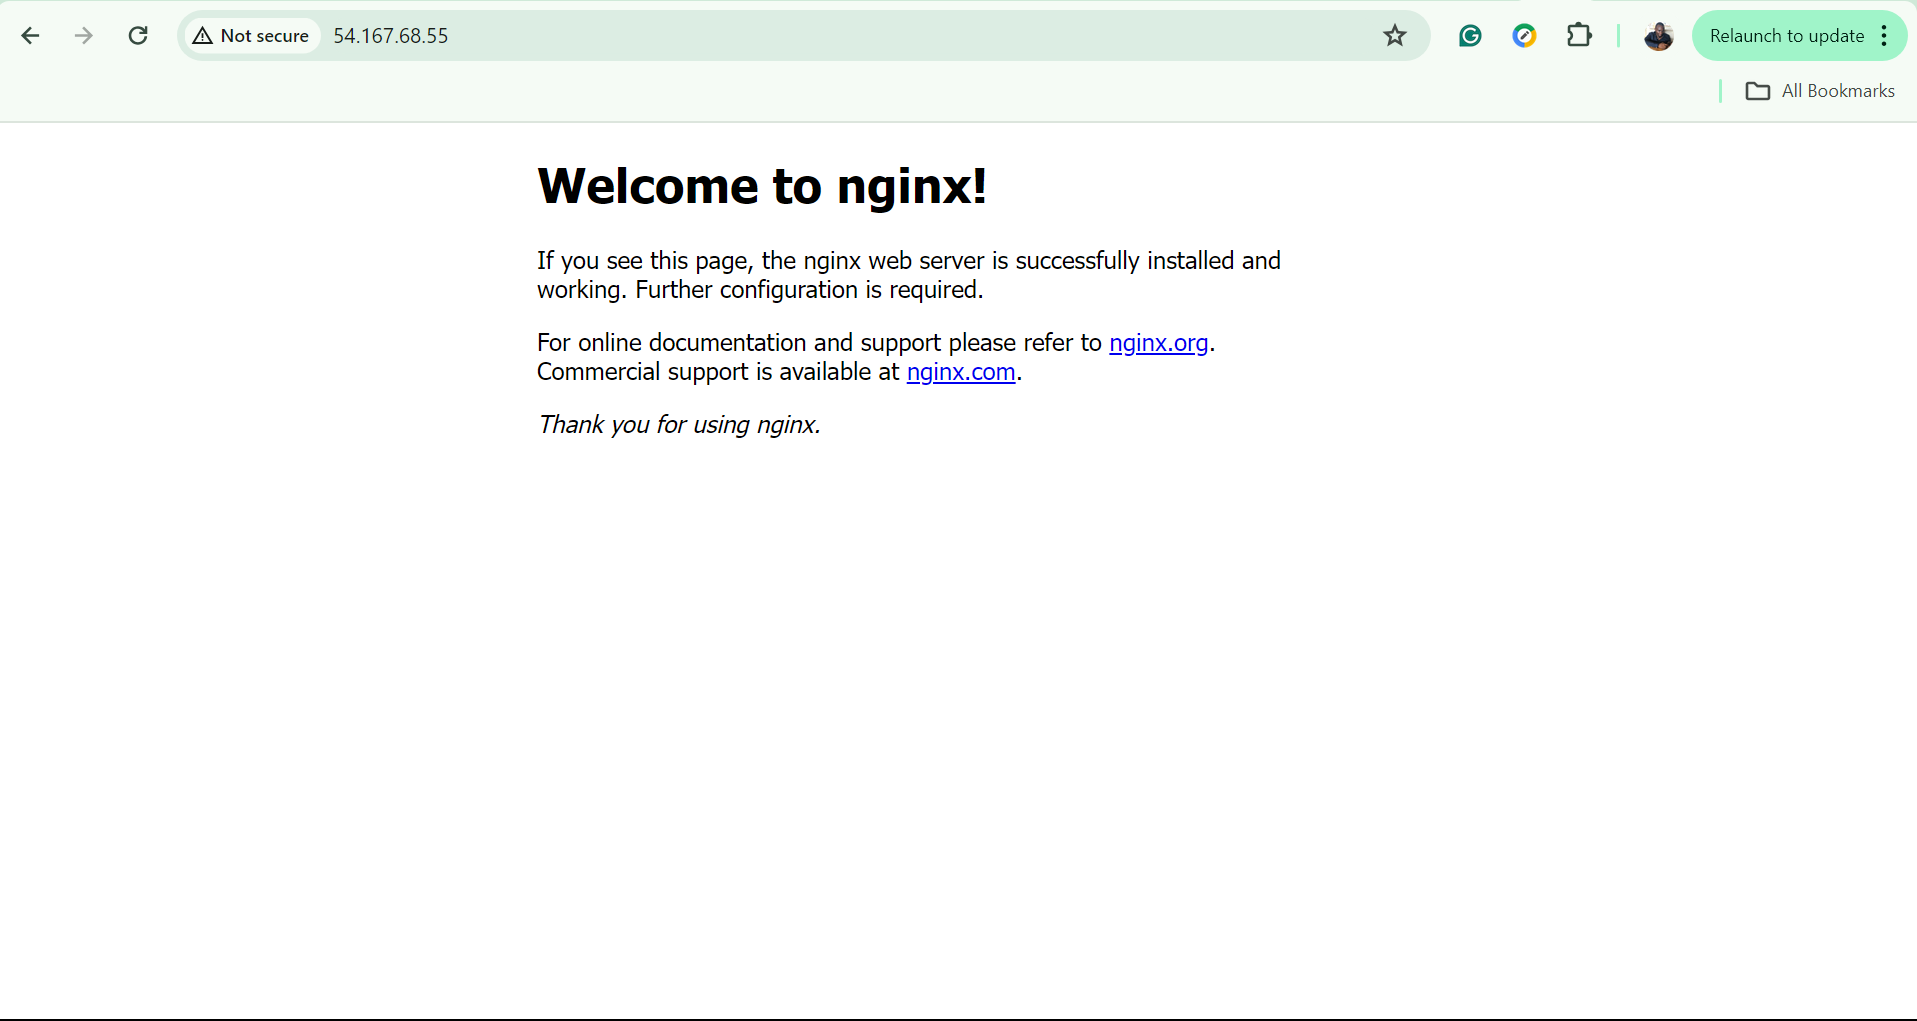 Not secure
54.167.68.55
Relaunch to update
All Bookmarks
Welcome to nginx!
If you see this page, the nginx web server is successfully installed and
working. Further configuration is required.
For online documentation and support please refer to nginx.org.
Commercial support is available at nginx.com.
Thank you for using nginx.